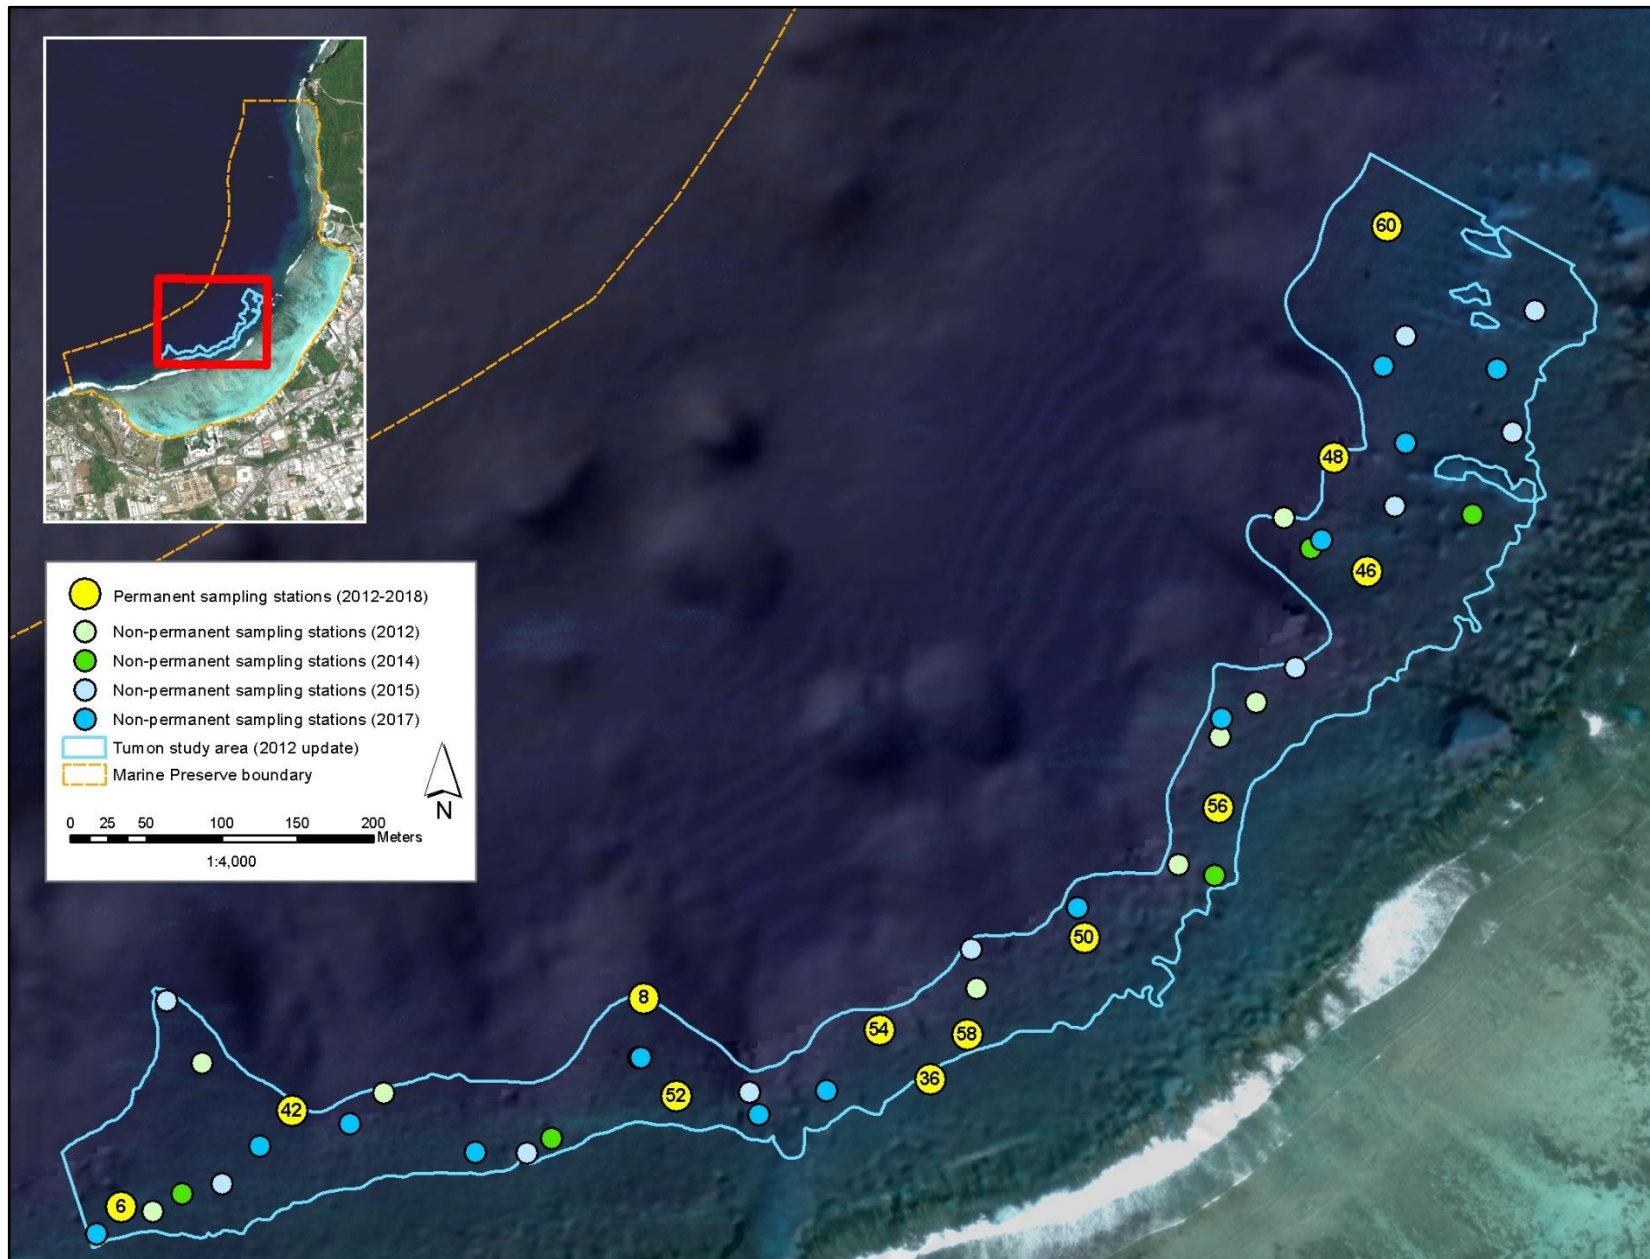 60
48
46
56
50
8
54
58
36
52
42
6
Permanent sampling stations (2012-2018)
Non-permanent sampling stations (2012)
Non-permanent sampling stations (2014)
Non-permanent sampling stations (2015)
Non-permanent sampling stations (2017)
Tumon study area (2012 update)
Marine Preserve boundary
N
0 25 50 100 150 200
Meters
1:4,000